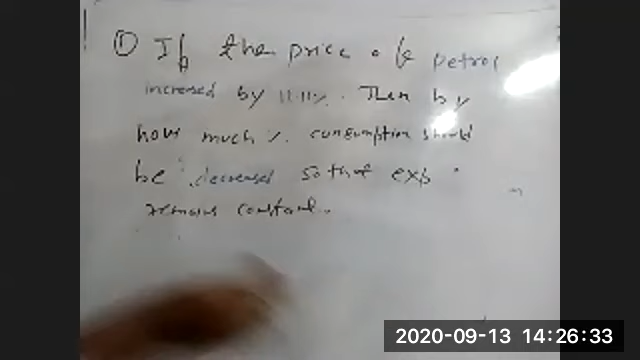 ① If the price of petrol
increased by 11.11%. Then by
how much % consumption should
be decreased so that exp.
remains constant.
2020-09-13 14:26:33